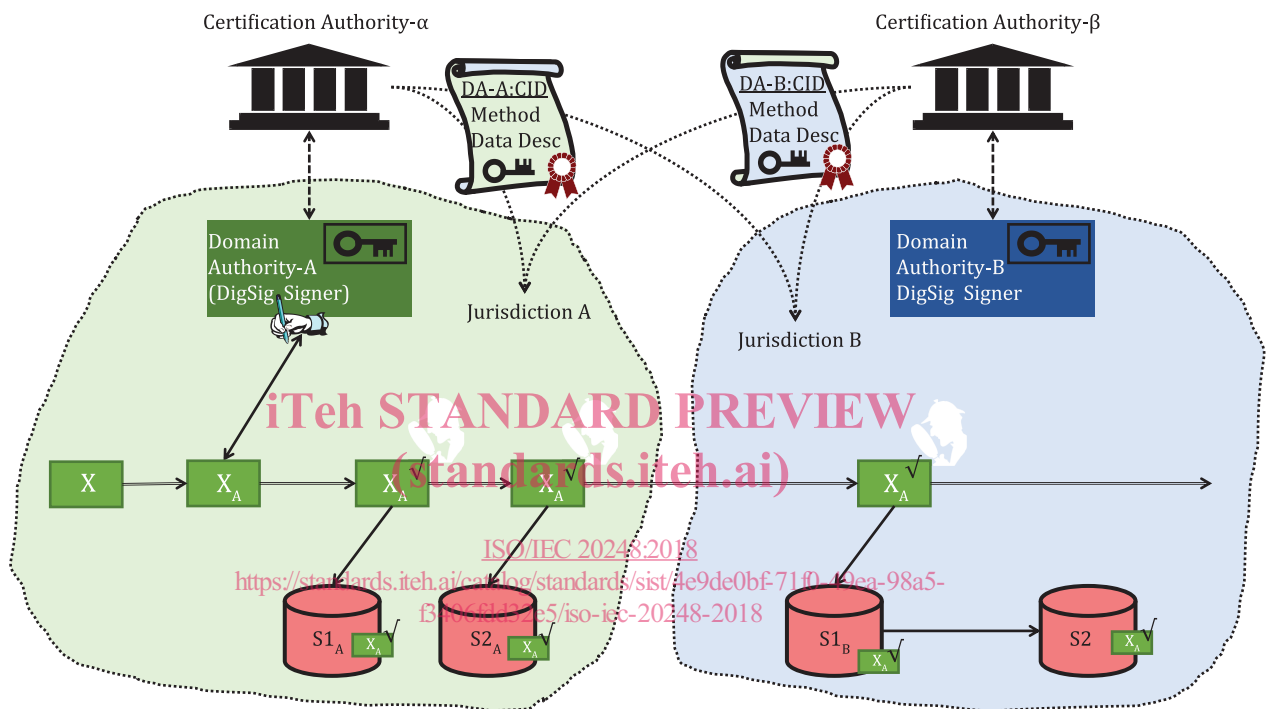 Certification Authority-α
Certification Authority-β
DA-A:CID
Method
Data Desc
DA-B:CID
Method
Data Desc
Domain
Authority-A
(DigSig Signer)
Domain
Authority-B
DigSig Signer
Jurisdiction A
Jurisdiction B
iTeh STANDARD PREVIEW
(standards.iteh.ai)
X
XA
XA √
XA √
XA √
ISO/IEC 20248:2018
https://standards.iteh.ai/catalog/standards/sist/4e9de0bf-71f0-49ea-98a5-
f3406fdd32e5/iso-iec-20248-2018
S1A
XA √
S2A
XA √
S1B
XA √
S2
XA √